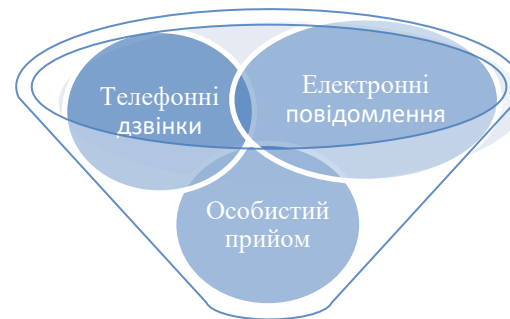 Телефонні
дзвінки
Електронні
повідомлення
Особистий
прийом